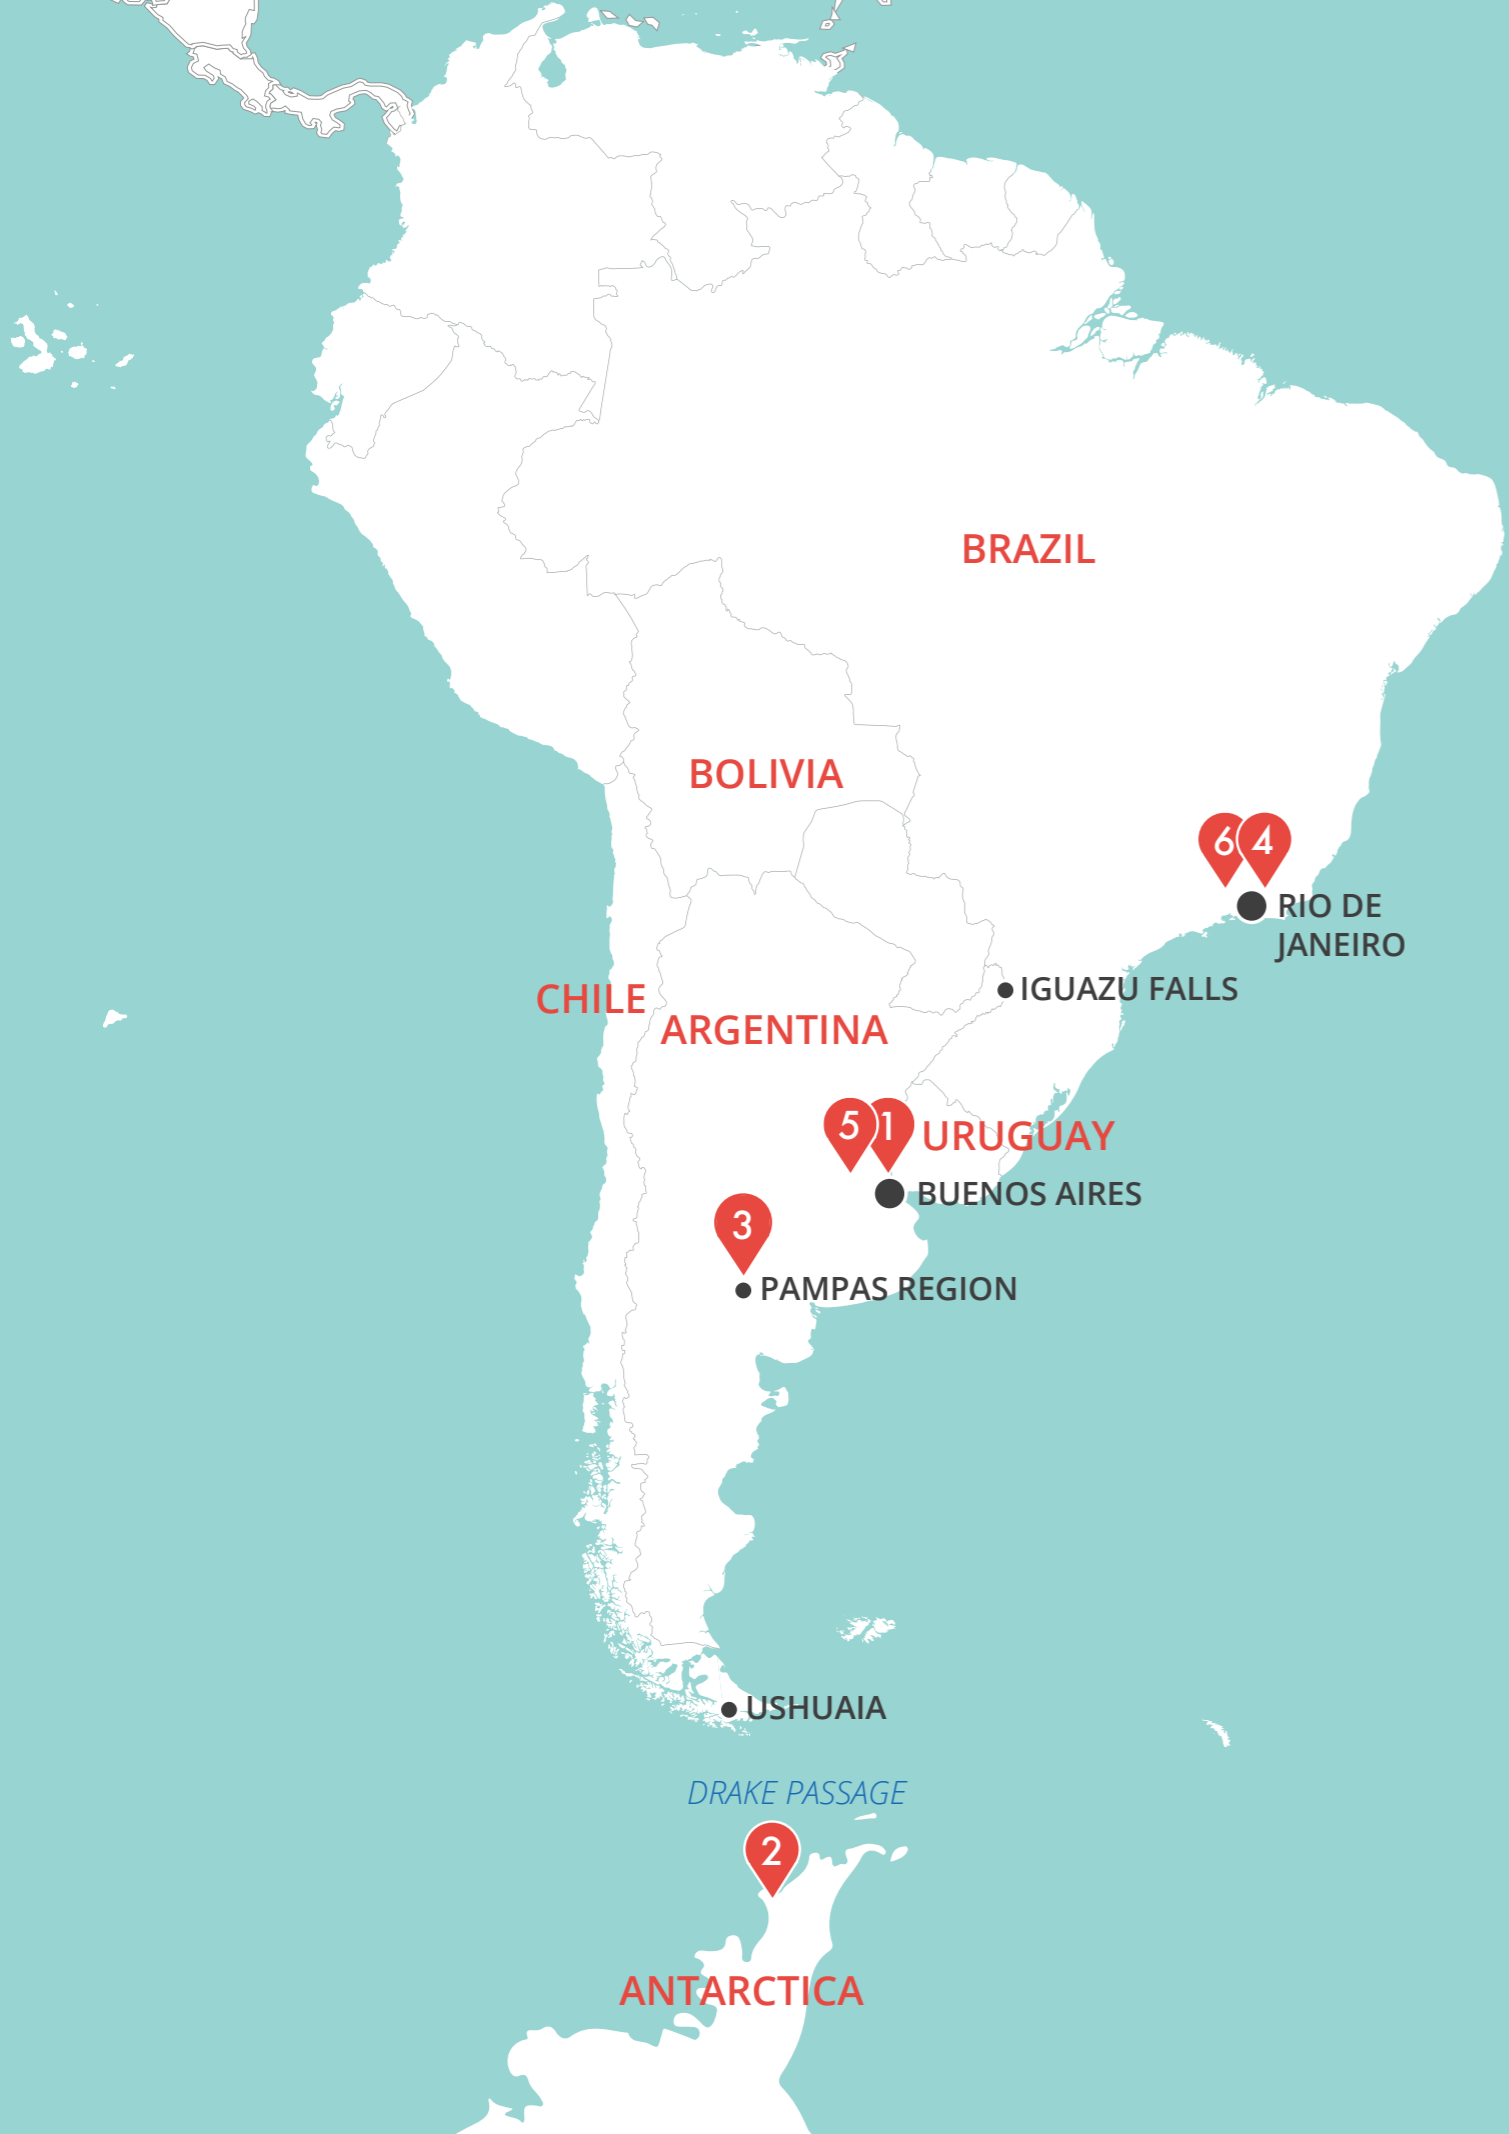 BRAZIL
BOLIVIA
6
4
RIO DE
JANEIRO
IGUAZU FALLS
CHILE
ARGENTINA
5
1
URUGUAY
BUENOS AIRES
3
PAMPAS REGION
USHUAIA
DRAKE PASSAGE
2
ANTARCTICA